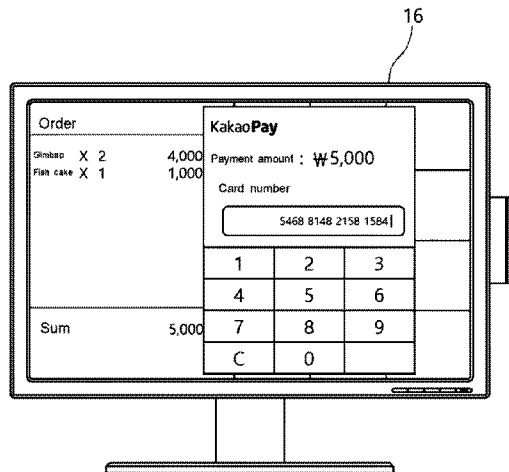 16
Order
Gimbap X 2 4,000
Fish cake X 1 1,000
Sum 5,000
KakaoPay
Payment amount : ₩5,000
Card number
5468 8148 2158 1584
1 2 3
4 5 6
7 8 9
C 0